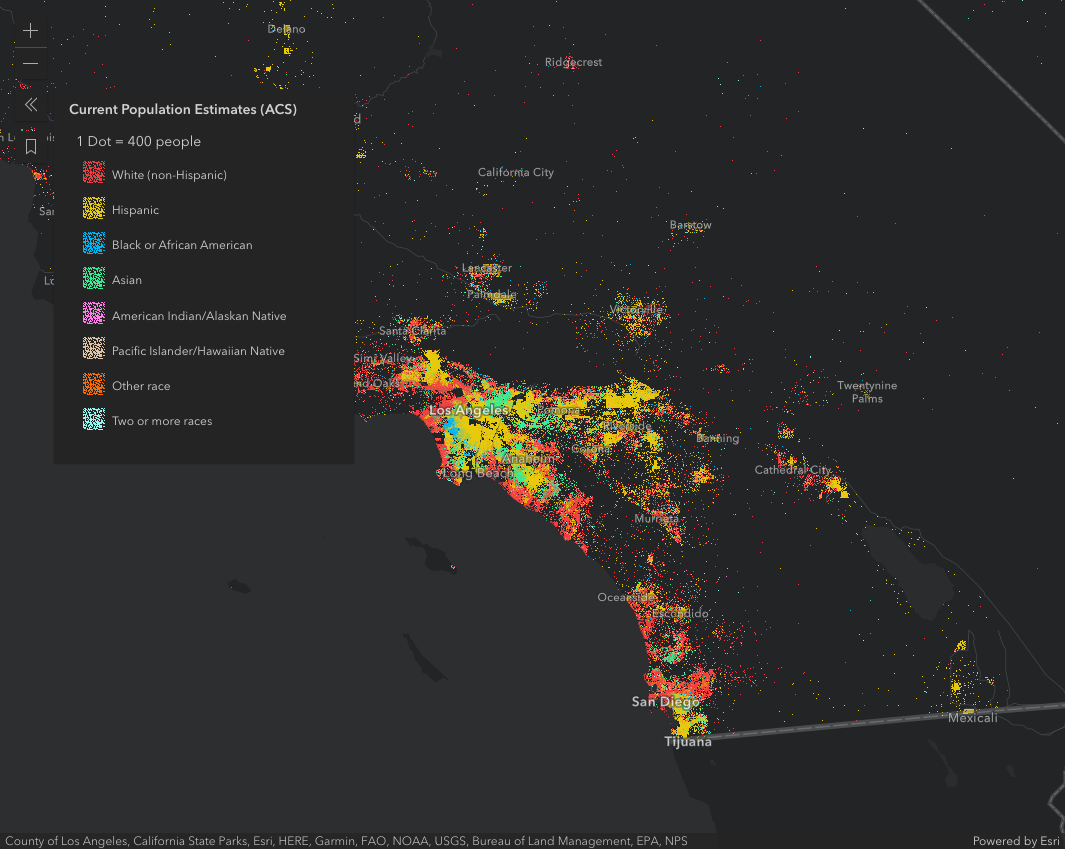 Delano
Ridgecrest
Current Population Estimates (ACS)
1 Dot = 400 people
White (non-Hispanic)
Hispanic
Black or African American
Asian
American Indian/Alaskan Native
Pacific Islander/Hawaiian Native
Other race
Two or more races
California City
Barstow
Lancaster
Palmdale
Victorville
Santa Clarita
Simi Valley
nd Oaks
Twentynine
Palms
Los Angeles
Pomona
Riverside
Banning
Corona
Anaheim
Long Beach
Cathedral City
Murrieta
Oceanside
Escondido
San Diego
Tijuana
Mexicali
County of Los Angeles, California State Parks, Esri, HERE, Garmin, FAO, NOAA, USGS, Bureau of Land Management, EPA, NPS
Powered by Esri